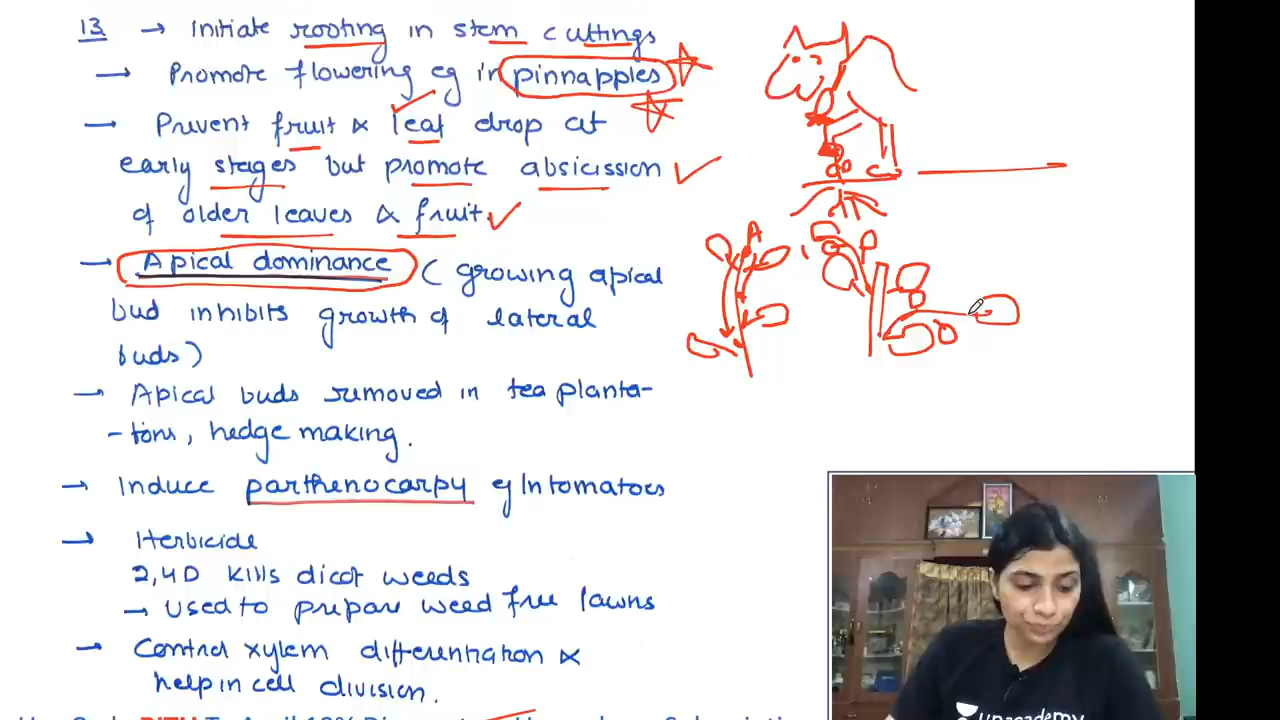 13 → Initiate rooting in stem cuttings
→ Promote flowering eg in pinnapples
→ Prevent fruit & leaf drop at
early stages but promote absicission
of older leaves & fruit.
→ Apical dominance (growing apical
bud inhibits growth of lateral
buds)
→ Apical buds removed in tea planta-
-tions, hedge making.
→ Induce parthenocarpy eg In tomatoes
→ Herbicide
2,4D kills dicot weeds
→ Used to prepare weed free lawns
→ Control xylem differentiation &
help in cell division.
A
unacademy